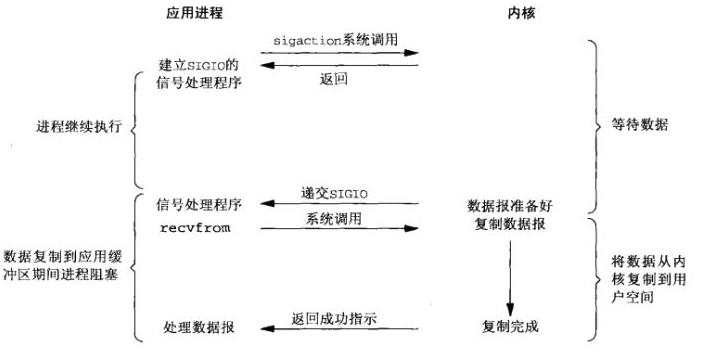 应用进程
内核
sigaction系统调用
建立SIGIO的
信号处理程序
返回
进程继续执行
等待数据
递交SIGIO
信号处理程序
数据报准备好
复制数据报
系统调用
recvfrom
数据复制到应用缓
冲区期间进程阻塞
将数据从内
核复制到用
户空间
返回成功指示
处理数据报
复制完成